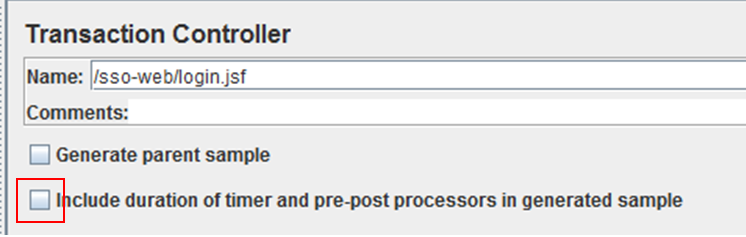 Transaction Controller
Name: /sso-web/login.jsf
Comments:
Generate parent sample
Include duration of timer and pre-post processors in generated sample